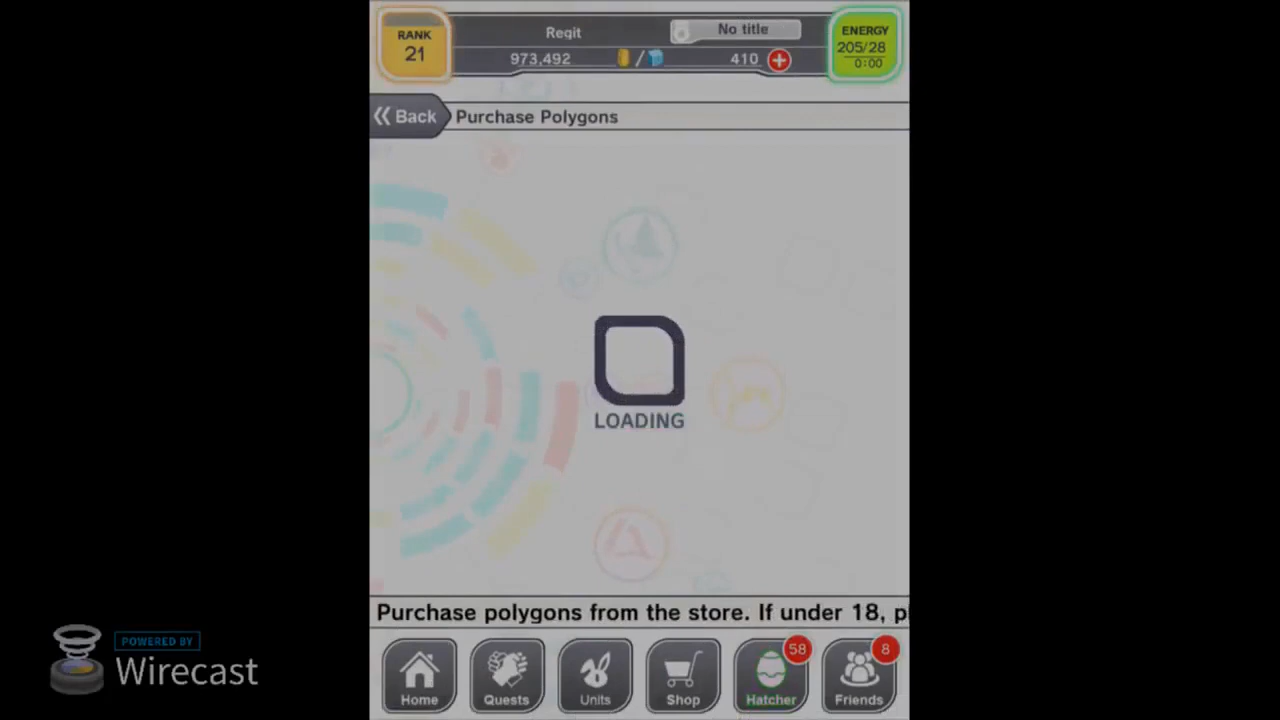 RANK
21
Regit
No title
ENERGY
205/28
0:00
973,492
/
410
Back
Purchase Polygons
LOADING
Purchase polygons from the store. If under 18, pl
Home
Quests
Units
Shop
58
Hatcher
8
Friends
POWERED BY
Wirecast